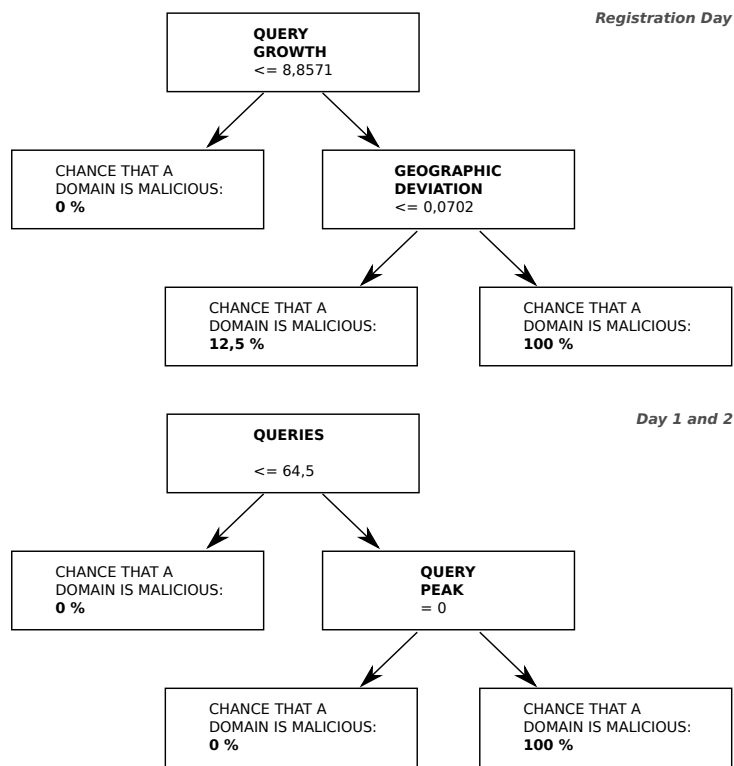 Registration Day
QUERY
GROWTH
<= 8,8571
CHANCE THAT A
DOMAIN IS MALICIOUS:
0 %
GEOGRAPHIC
DEVIATION
<= 0,0702
CHANCE THAT A
DOMAIN IS MALICIOUS:
12,5 %
CHANCE THAT A
DOMAIN IS MALICIOUS:
100 %
Day 1 and 2
QUERIES
<= 64,5
CHANCE THAT A
DOMAIN IS MALICIOUS:
0 %
QUERY
PEAK
= 0
CHANCE THAT A
DOMAIN IS MALICIOUS:
0 %
CHANCE THAT A
DOMAIN IS MALICIOUS:
100 %